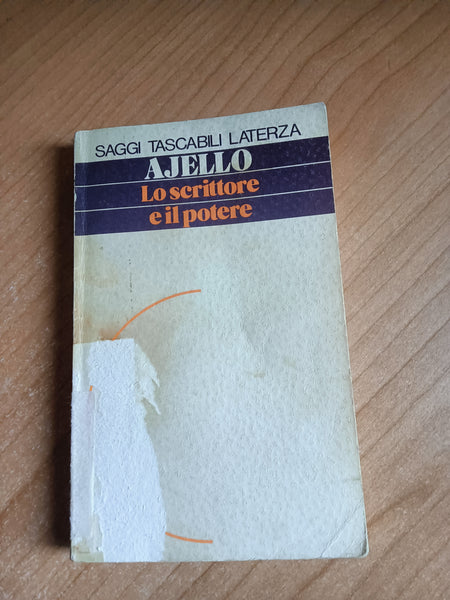 SAGGI TASCABILI LATERZA
AJELLO
Lo scrittore
e il potere